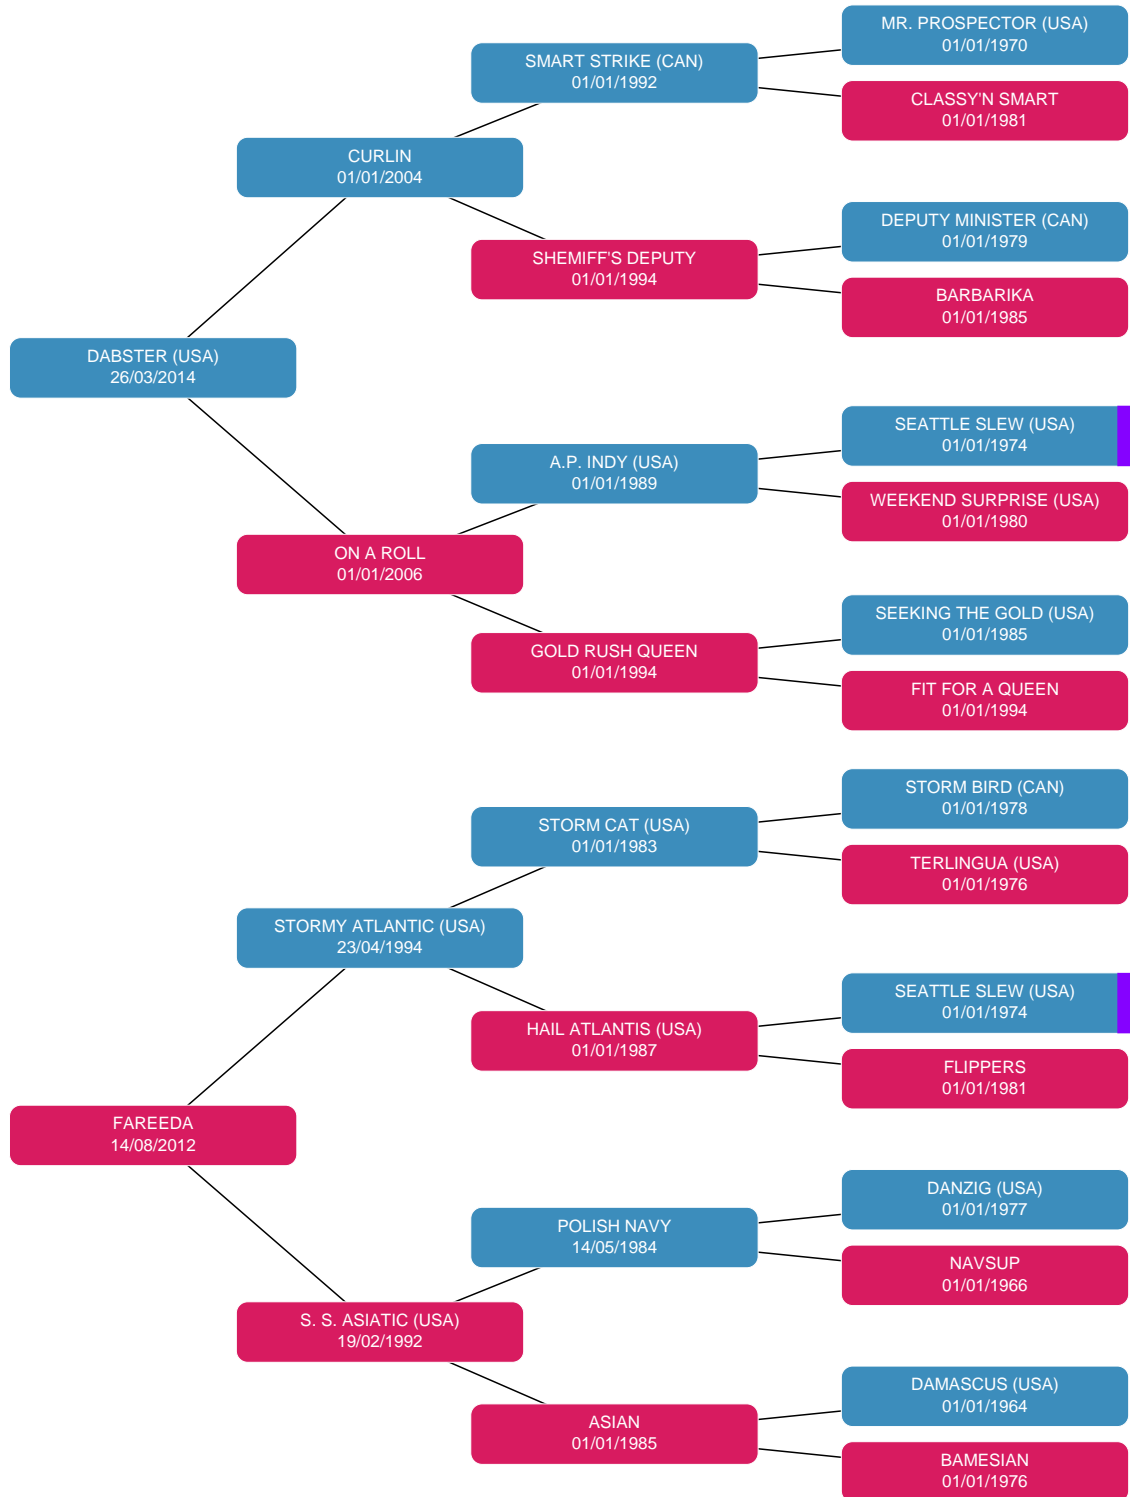 MR. PROSPECTOR (USA)
01/01/1970
SMART STRIKE (CAN)
01/01/1992
CLASSY'N SMART
01/01/1981
CURLIN
01/01/2004
DEPUTY MINISTER (CAN)
01/01/1979
SHEMIFF'S DEPUTY
01/01/1994
BARBARIKA
01/01/1985
DABSTER (USA)
26/03/2014
SEATTLE SLEW (USA)
01/01/1974
A.P. INDY (USA)
01/01/1989
WEEKEND SURPRISE (USA)
01/01/1980
ON A ROLL
01/01/2006
SEEKING THE GOLD (USA)
01/01/1985
GOLD RUSH QUEEN
01/01/1994
FIT FOR A QUEEN
01/01/1994
STORM BIRD (CAN)
01/01/1978
STORM CAT (USA)
01/01/1983
TERLINGUA (USA)
01/01/1976
STORMY ATLANTIC (USA)
23/04/1994
SEATTLE SLEW (USA)
01/01/1974
HAIL ATLANTIS (USA)
01/01/1987
FLIPPERS
01/01/1981
FAREEDA
14/08/2012
DANZIG (USA)
01/01/1977
POLISH NAVY
14/05/1984
NAVSUP
01/01/1966
S. S. ASIATIC (USA)
19/02/1992
DAMASCUS (USA)
01/01/1964
ASIAN
01/01/1985
BAMESIAN
01/01/1976